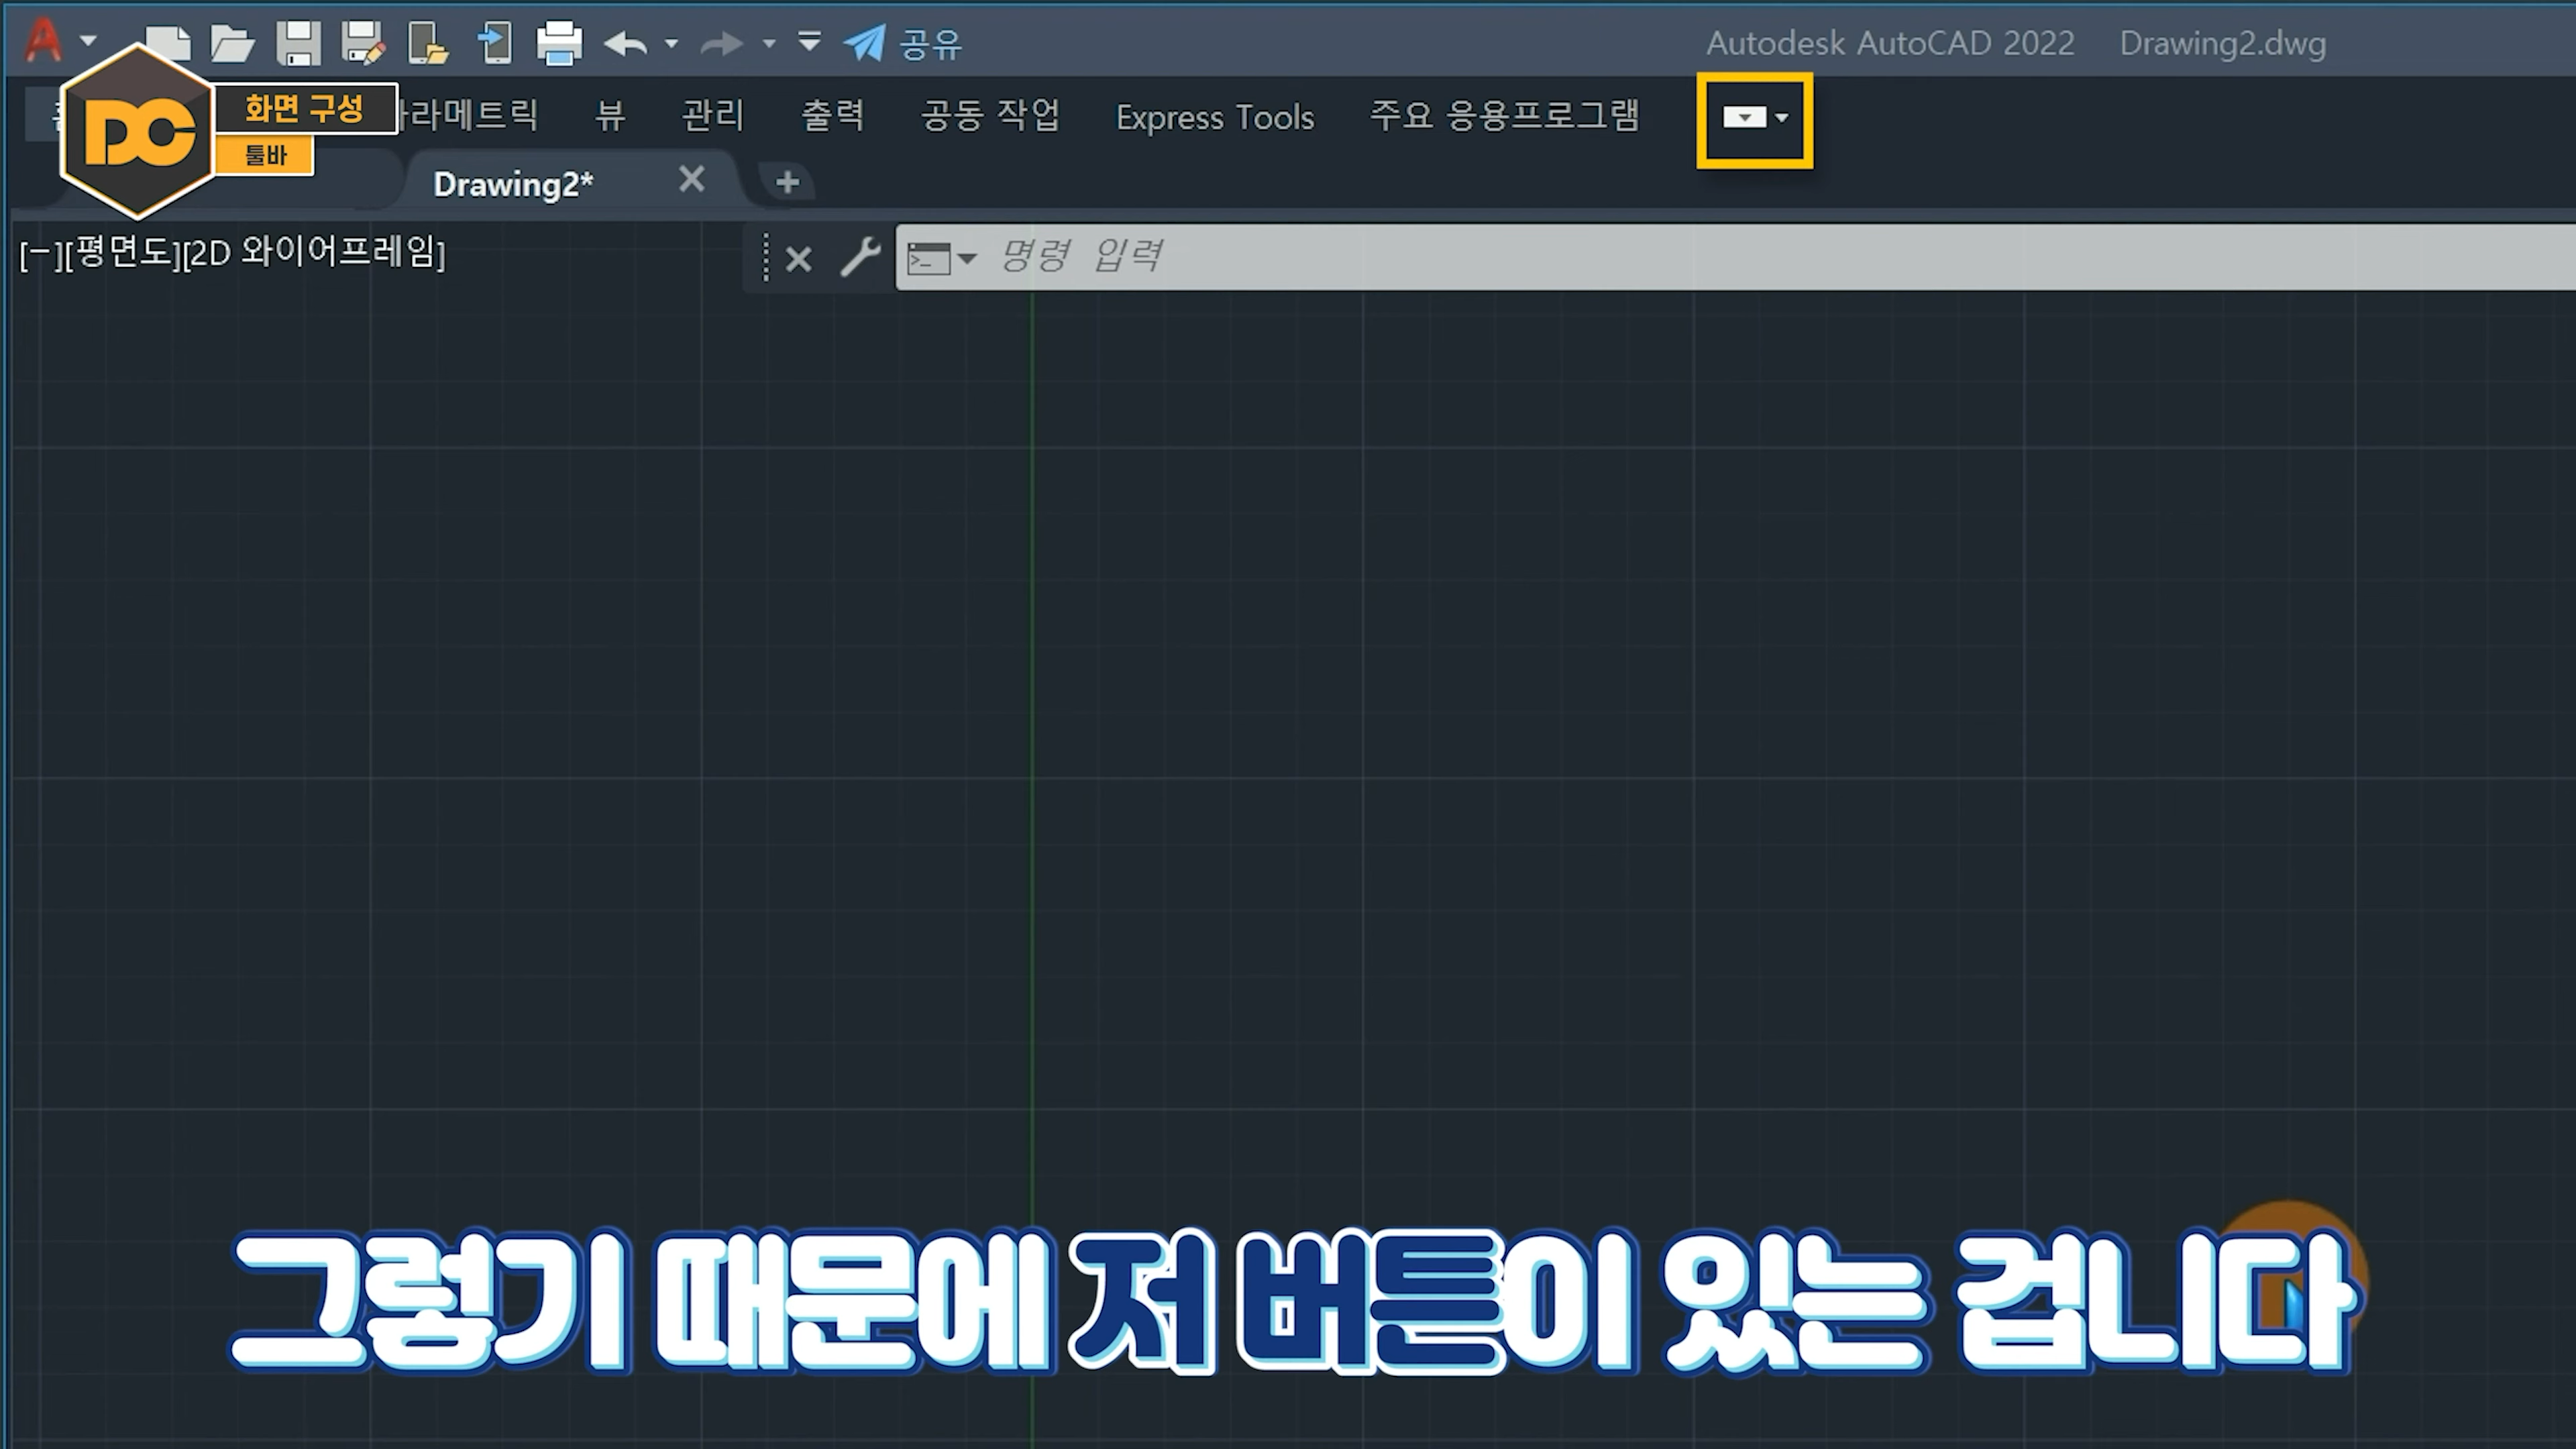 공유
Autodesk AutoCAD 2022 Drawing2.dwg
DC
화면 구성
툴바
라메트릭 뷰 관리 출력 공동 작업 Express Tools 주요 응용프로그램
Drawing2*
[−][평면도][2D 와이어프레임]
명령 입력
그렇기 때문에 저 버튼이 있는 겁니다